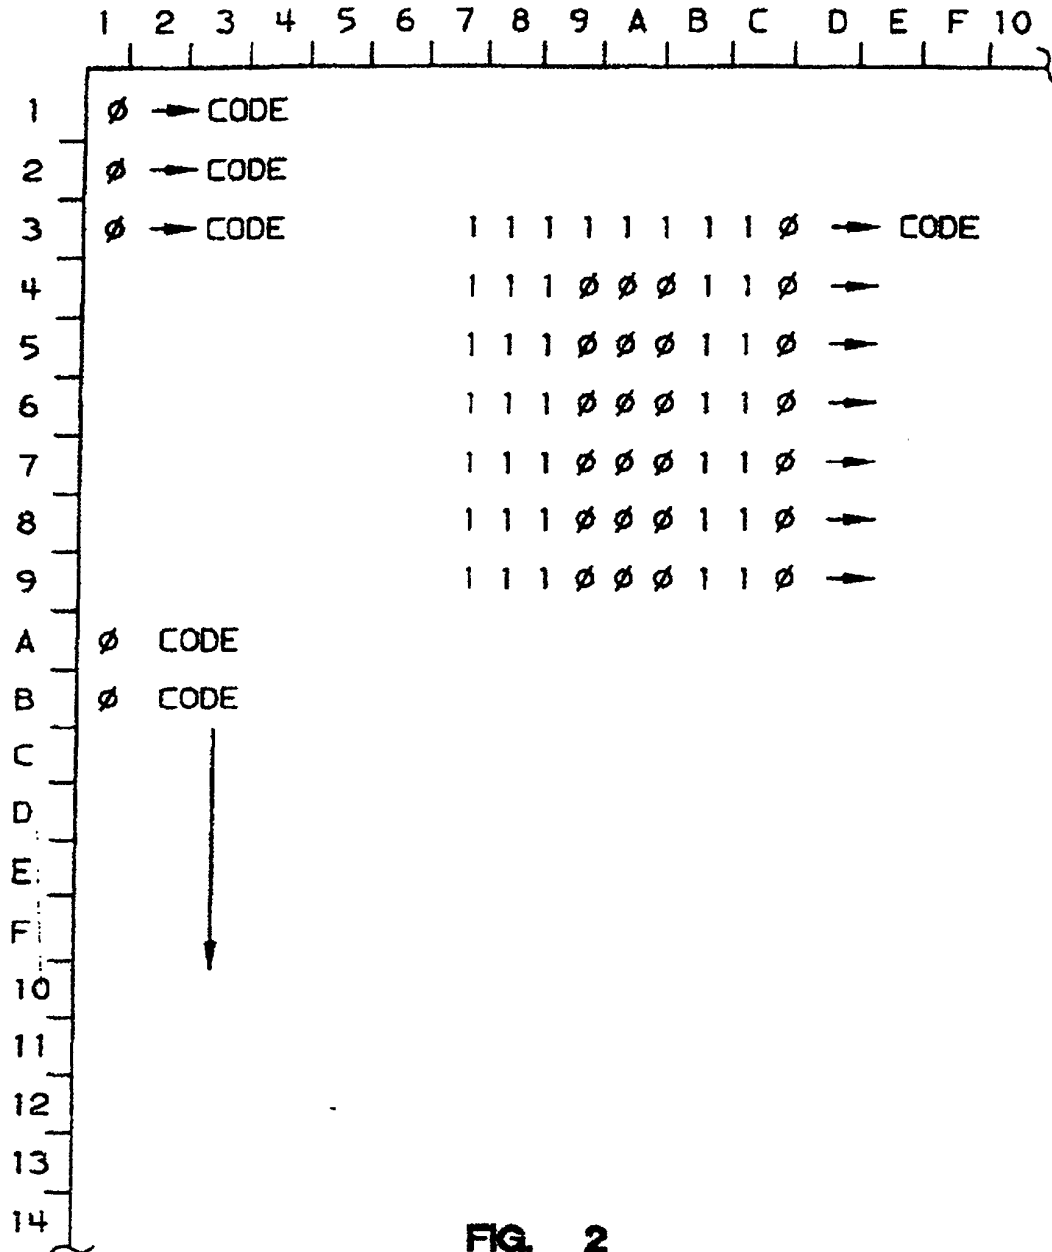 1 2 3 4 5 6 7 8 9 A B C D E F 10
1 Ø → CODE
2 Ø → CODE
3 Ø → CODE 1 1 1 1 1 1 1 1 Ø → CODE
4 1 1 1 Ø Ø Ø 1 1 Ø →
5 1 1 1 Ø Ø Ø 1 1 Ø →
6 1 1 1 Ø Ø Ø 1 1 Ø →
7 1 1 1 Ø Ø Ø 1 1 Ø →
8 1 1 1 Ø Ø Ø 1 1 Ø →
9 1 1 1 Ø Ø Ø 1 1 Ø →
A Ø CODE
B Ø CODE
C
D
E
F
10
11
12
13
14
FIG. 2